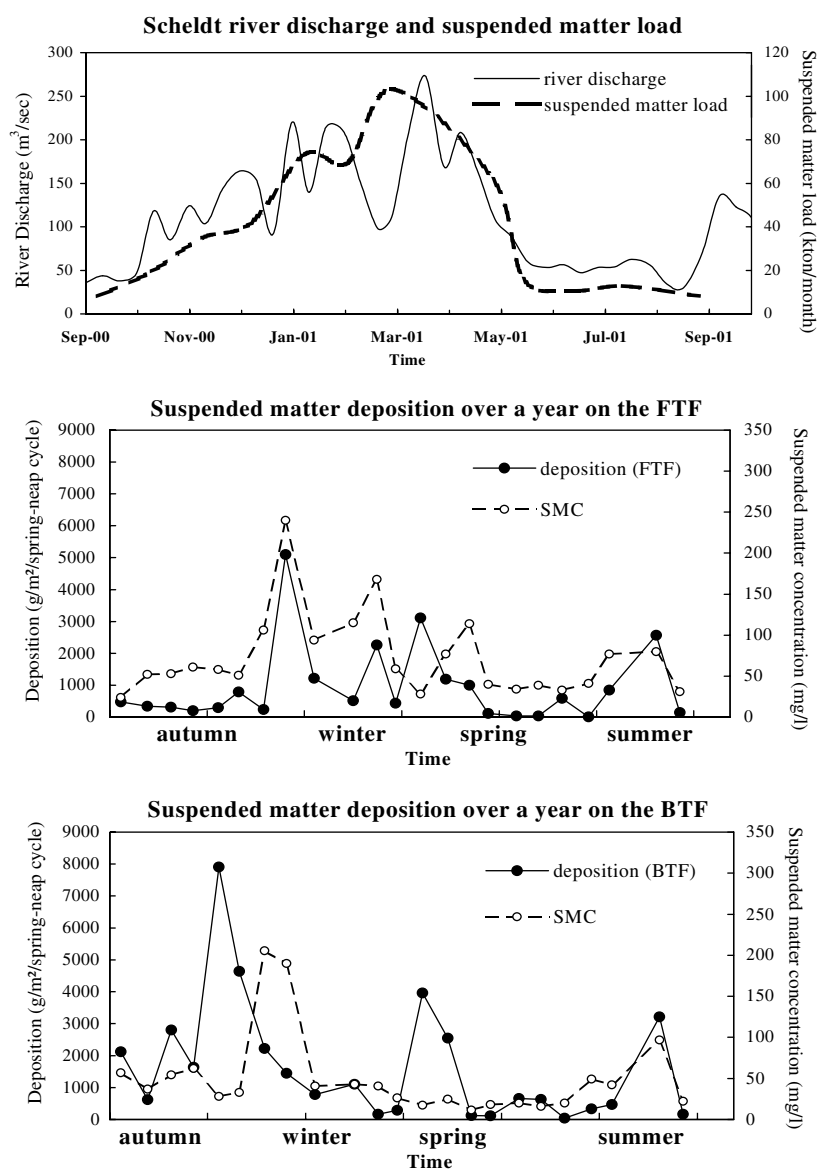 Scheldt river discharge and suspended matter load
River Discharge (m³/sec)
300
250
200
150
100
50
0
river discharge
suspended matter load
120
100
80
60
40
20
0
Suspended matter load (kton/month)
Sep-00 Nov-00 Jan-01 Mar-01 May-01 Jul-01 Sep-01
Time
Suspended matter deposition over a year on the FTF
Deposition (g/m²/spring-neap cycle)
9000
8000
7000
6000
5000
4000
3000
2000
1000
0
deposition (FTF)
SMC
350
300
250
200
150
100
50
0
Suspended matter concentration (mg/l)
autumn winter spring summer
Time
Suspended matter deposition over a year on the BTF
Deposition (g/m²/spring-neap cycle)
9000
8000
7000
6000
5000
4000
3000
2000
1000
0
deposition (BTF)
SMC
350
300
250
200
150
100
50
0
Suspended matter concentration (mg/l)
autumn winter spring summer
Time